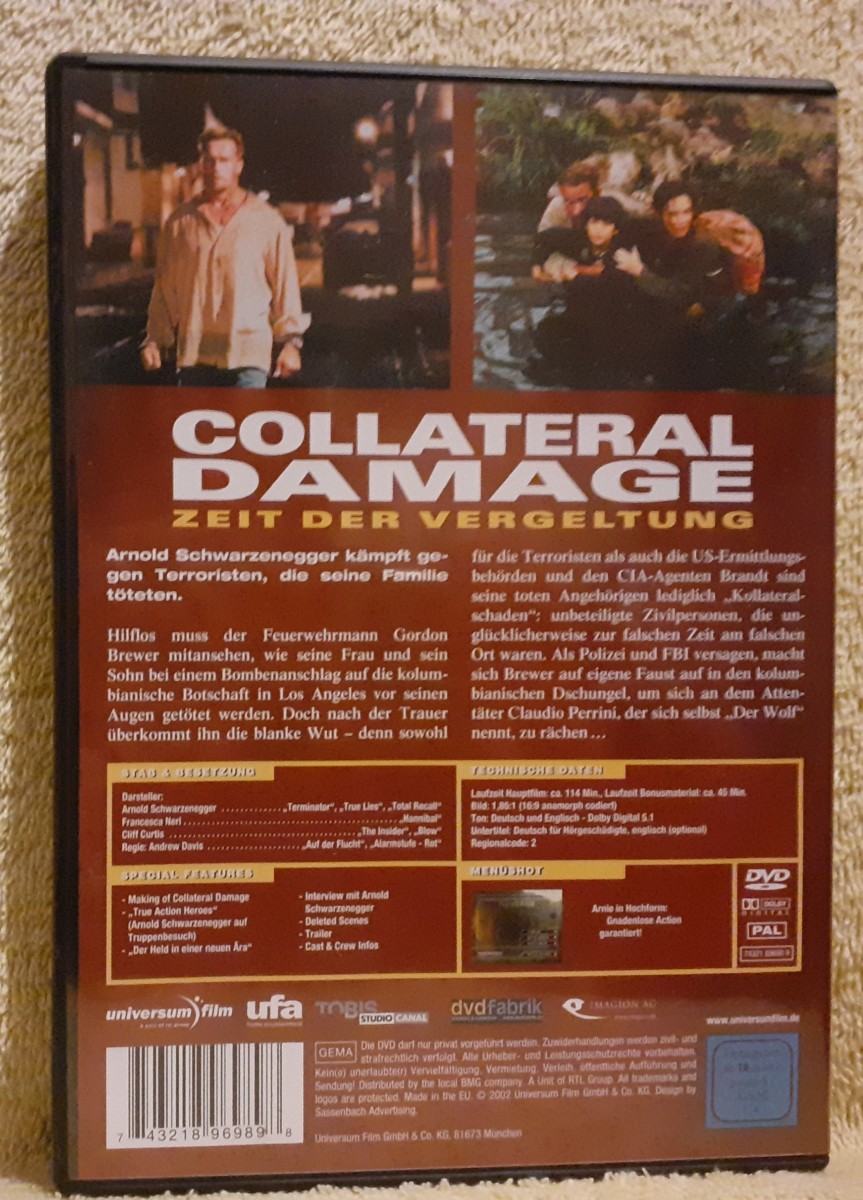 COLLATERAL
DAMAGE
ZEIT DER VERGELTUNG
Arnold Schwarzenegger kämpft ge-
gen Terroristen, die seine Familie
töteten.
Hilflos muss der Feuerwehrmann Gordon
Brewer mitansehen, wie seine Frau und sein
Sohn bei einem Bombenanschlag auf die kolum-
bianische Botschaft in Los Angeles vor seinen
Augen getötet werden. Doch nach der Trauer
überkommt ihn die blanke Wut – denn sowohl
für die Terroristen als auch die US-Ermittlungs-
behörden und den CIA-Agenten Brandt sind
seine toten Angehörigen lediglich „Kollateral-
schaden“: unbeteiligte Zivilpersonen, die un-
glücklicherweise zur falschen Zeit am falschen
Ort waren. Als Polizei und FBI versagen, macht
sich Brewer auf eigene Faust auf in den kolum-
bianischen Dschungel, um sich an dem Atten-
täter Claudio Perrini, der sich selbst „Der Wolf“
nennt, zu rächen ...
STAB & BESETZUNG
Darsteller:
Arnold Schwarzenegger ............ „Terminator“, „True Lies“, „Total Recall“
Francesca Neri ............ „Hannibal“
Cliff Curtis ............ „The Insider“, „Blow“
Regie: Andrew Davis ............ „Auf der Flucht“, „Alarmstufe - Rot“
TECHNISCHE DATEN
Laufzeit Hauptfilm: ca. 114 Min., Laufzeit Bonusmaterial: ca. 45 Min.
Bild: 1,85:1 (16:9 anamorph codiert)
Ton: Deutsch und Englisch - Dolby Digital 5.1
Untertitel: Deutsch für Hörgeschädigte, englisch (optional)
Regionalcode: 2
SPECIAL FEATURES
- Making of Collateral Damage
- „True Action Heroes“
(Arnold Schwarzenegger auf
Truppenbesuch)
- „Der Held in einer neuen Ära“
- Interview mit Arnold
Schwarzenegger
- Deleted Scenes
- Trailer
- Cast & Crew Infos
MENÜSHOT
Arnie in Hochform:
Gnadenlose Action
garantiert!
DVD
DOLBY
DIGITAL
PAL
universum film
ufa
TOBIS
STUDIO CANAL
dvdfabrik
IMAGION AG
www.universumfilm.de
GEMA
Die DVD darf nur privat vorgeführt werden. Zuwiderhandlungen werden zivil- und
strafrechtlich verfolgt. Alle Urheber- und Leistungsschutzrechte vorbehalten.
Kein(e) unerlaubte(r) Vervielfältigung, Vermietung, Verleih, öffentliche Aufführung und
Sendung! Distributed by the local BMG company. A Unit of RTL Group. All trademarks and
logos are protected. Made in the EU. © 2002 Universum Film GmbH & Co. KG. Design by
Sassenbach Advertising.
Universum Film GmbH & Co. KG, 81673 München
7 43218 96989 8